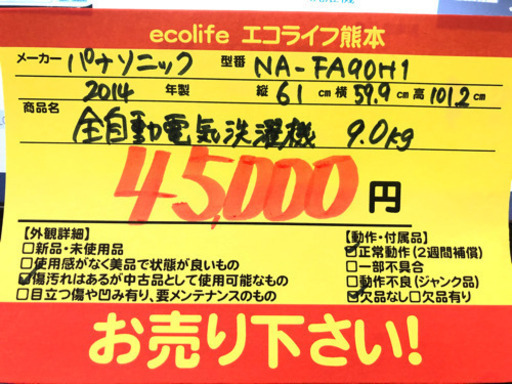 ecolife エコライフ熊本
メーカー パナソニック 型番 NA-FA90H1
2014 年製 縦 61 cm 横 59.9 cm 高 101.2 cm
商品名 全自動電気洗濯機 9.0kg
45,000円
【外観詳細】
□新品・未使用品
□使用感がなく美品で状態が良いもの
☑傷汚れはあるが中古品として使用可能なもの
□目立つ傷や凹み有り、要メンテナンスのもの
【動作・付属品】
☑正常動作(2週間補償)
□一部不具合
□動作不良(ジャンク品)
☑欠品なし□欠品有り
お売り下さい!